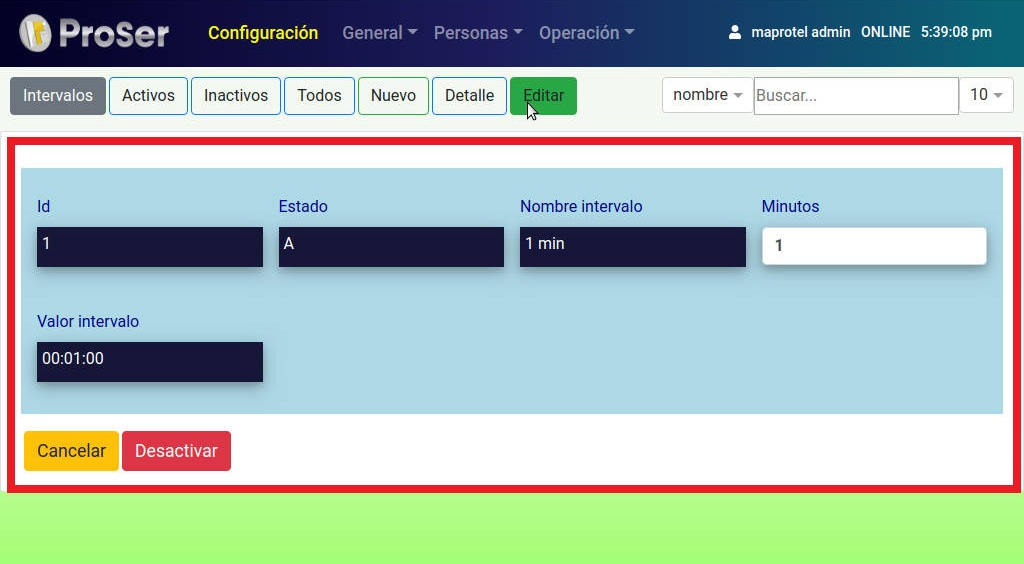 ProSer Configuración General Personas Operación maprotel admin ONLINE 5:39:08 pm
Intervalos Activos Inactivos Todos Nuevo Detalle Editar nombre Buscar... 10
Id Estado Nombre intervalo Minutos
1 A 1 min 1
Valor intervalo
00:01:00
Cancelar Desactivar